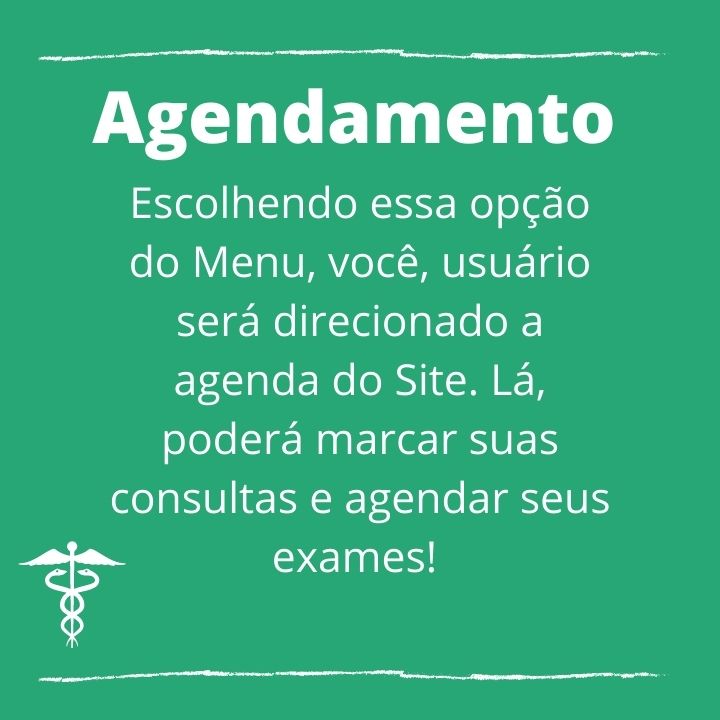 Agendamento
Escolhendo essa opção
do Menu, você, usuário
será direcionado a
agenda do Site. Lá,
poderá marcar suas
consultas e agendar seus
exames!